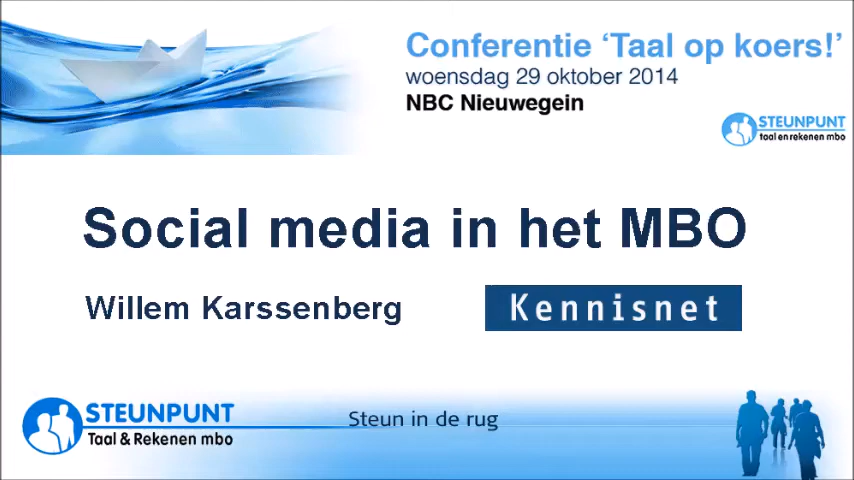 Conferentie ‘Taal op koers!’
woensdag 29 oktober 2014
NBC Nieuwegein
STEUNPUNT
taal en rekenen mbo
Social media in het MBO
Willem Karssenberg
Kennisnet
STEUNPUNT
Taal & Rekenen mbo
Steun in de rug